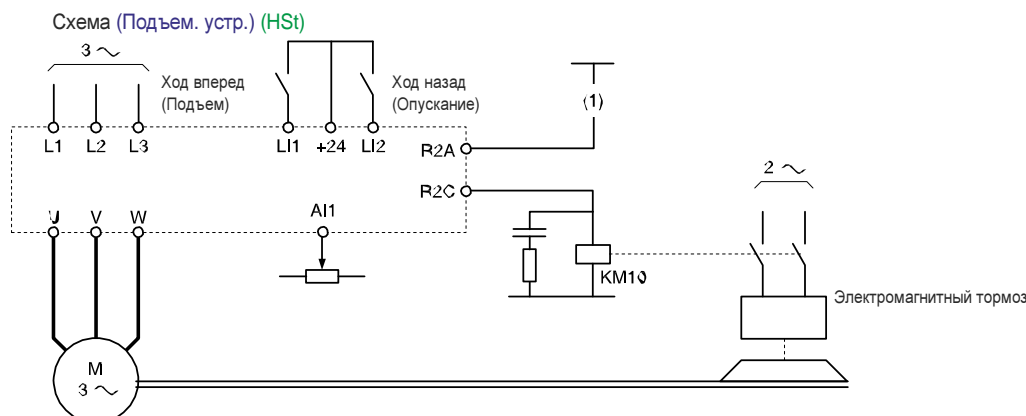 Схема (Подъем. устр.) (HSt)
3 ~
Ход вперед
(Подъем)
Ход назад
(Опускание)
(1)
L1 L2 L3 LI1 +24 LI2
R2A
2 ~
R2C
U V W AI1
KM10
Электромагнитный тормоз
M
3 ~